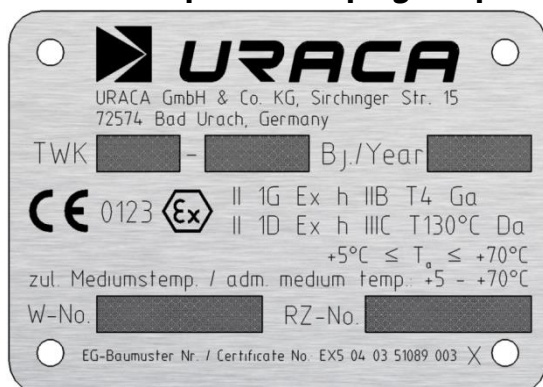 URACA
URACA GmbH & Co. KG, Sirchinger Str. 15
72574 Bad Urach, Germany
TWK - Bj./Year
CE 0123 Ex II 1G Ex h IIB T4 Ga
II 1D Ex h IIIC T130°C Da
+5°C ≤ Ta ≤ +70°C
zul. Mediumstemp. / adm. medium temp.: +5 - +70°C
W-No. RZ-No.
EG-Baumuster Nr. / Certificate No. EX5 04 03 51089 003 X